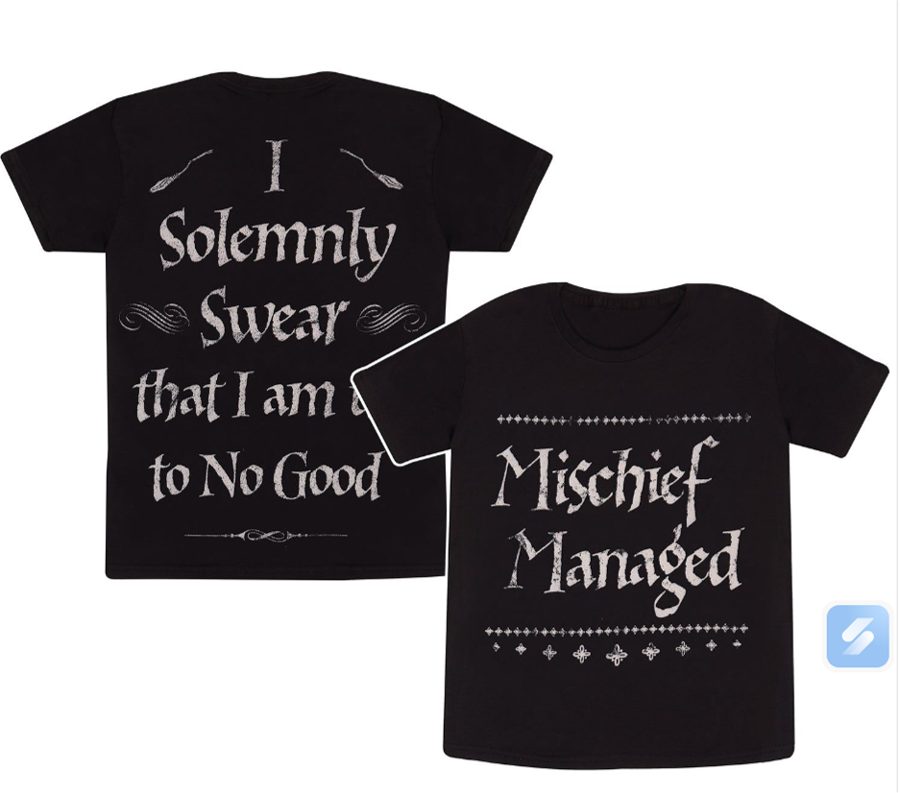 I
Solemnly
Swear
that I am
to No Good
Mischief
Managed